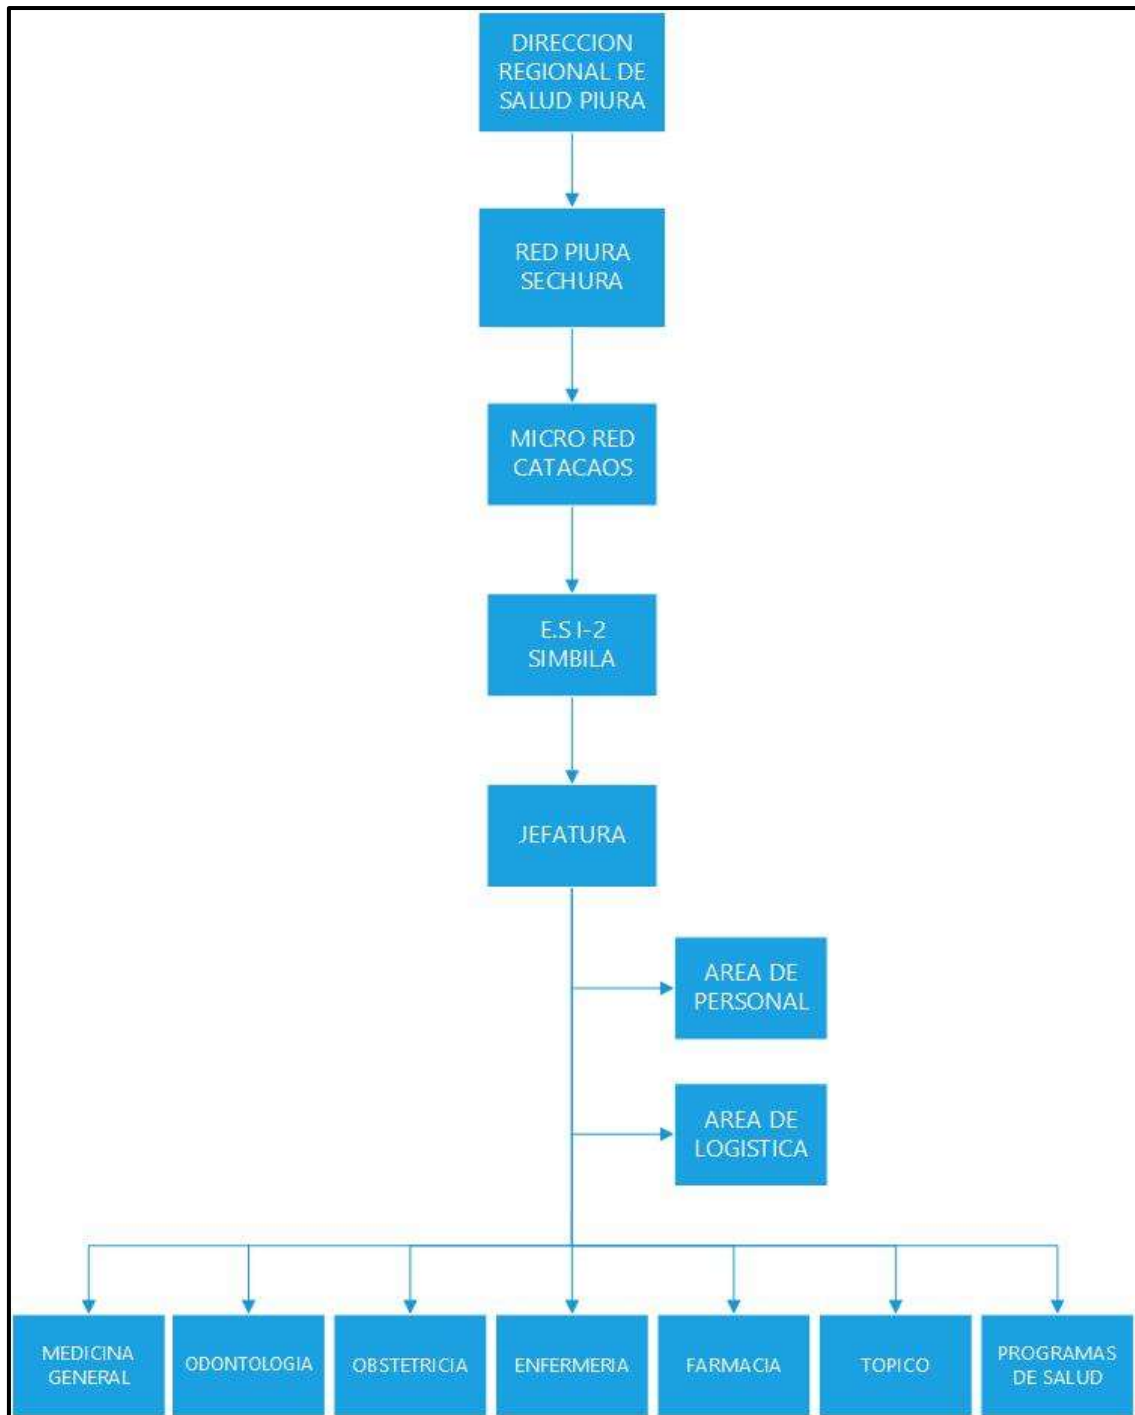 DIRECCION
REGIONAL DE
SALUD PIURA
RED PIURA
SECHURA
MICRO RED
CATACAOS
E.S I-2
SIMBILA
JEFATURA
AREA DE
PERSONAL
AREA DE
LOGISTICA
MEDICINA
GENERAL
ODONTOLOGIA
OBSTETRICIA
ENFERMERIA
FARMACIA
TOPICO
PROGRAMAS
DE SALUD